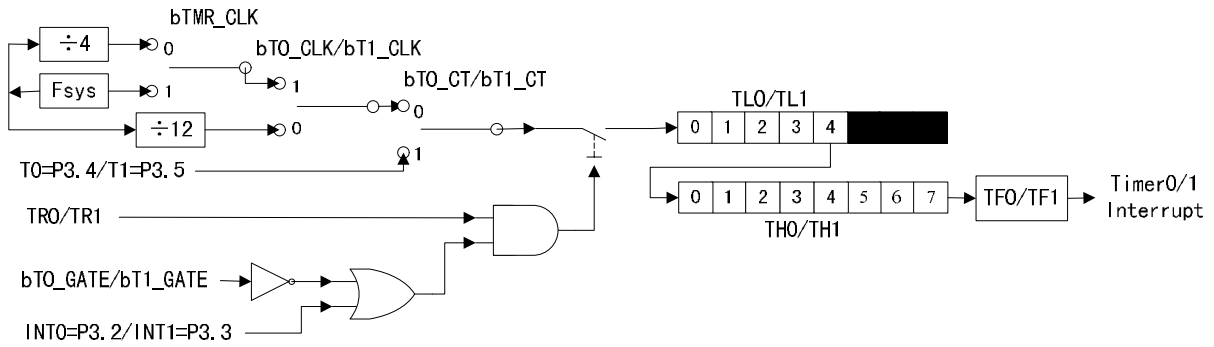 bTMR_CLK
÷4
0
bT0_CLK/bT1_CLK
Fsys
1
1
bT0_CT/bT1_CT
0
÷12
0
TL0/TL1
0 1 2 3 4
1
T0=P3.4/T1=P3.5
TR0/TR1
0 1 2 3 4 5 6 7
TF0/TF1
Timer0/1
Interrupt
TH0/TH1
bT0_GATE/bT1_GATE
INT0=P3.2/INT1=P3.3